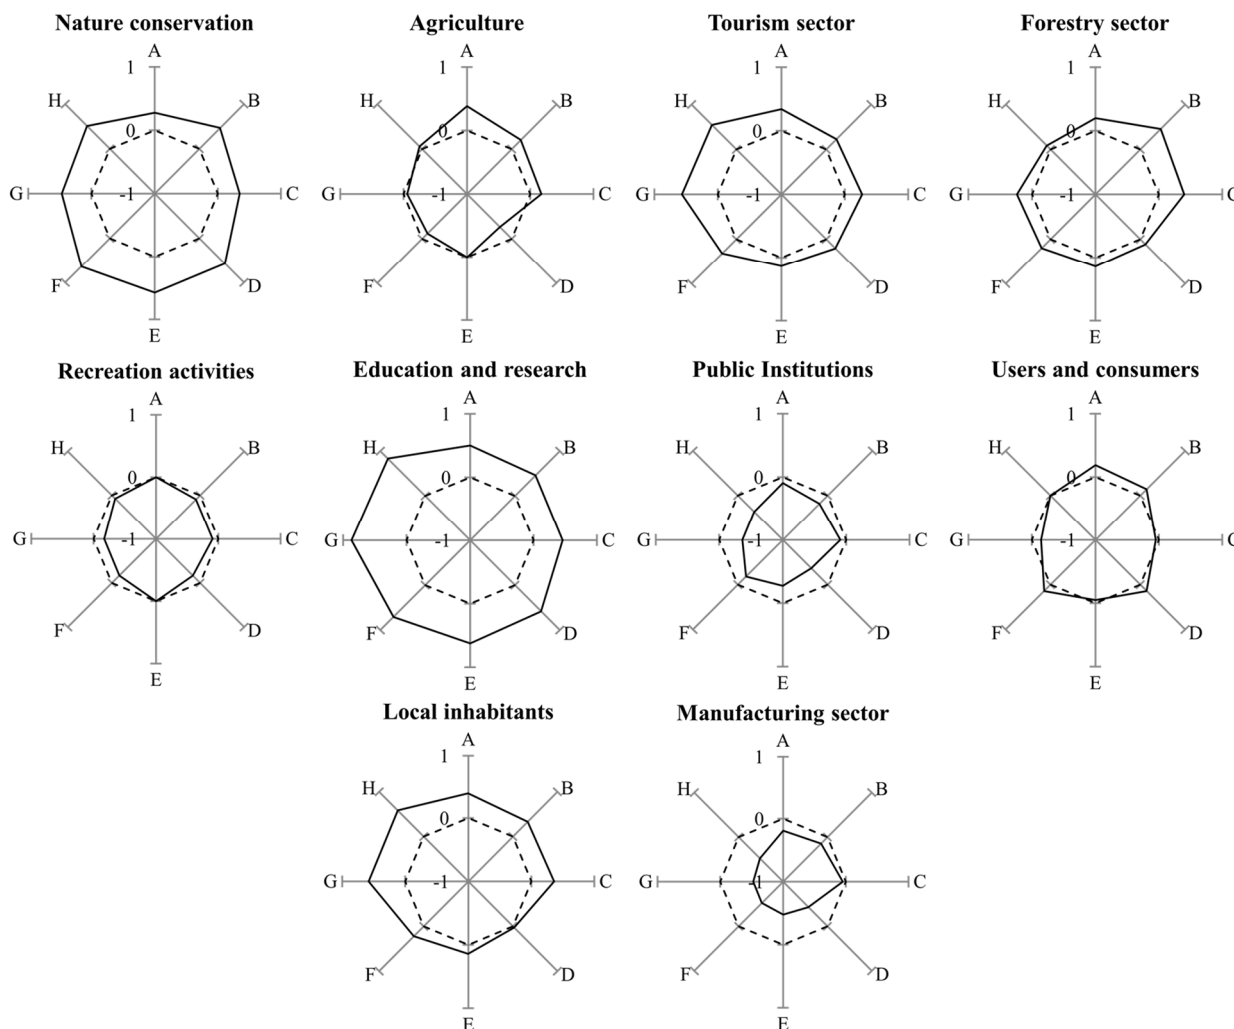 Nature conservation Agriculture Tourism sector Forestry sector
A A A A
1 1 1 1
H B H B H B H B
0 0 0 0
G -1 C G -1 C G -1 C G -1 C
F D F D F D F D
E E E E
Recreation activities Education and research Public Institutions Users and consumers
A A A A
1 1 1 1
H B H B H B H B
0 0 0 0
G -1 C G -1 C G -1 C G -1 C
F D F D F D F D
E E E E
Local inhabitants Manufacturing sector
A A
1 1
H B H B
0 0
G -1 C G -1 C
F D F D
E E